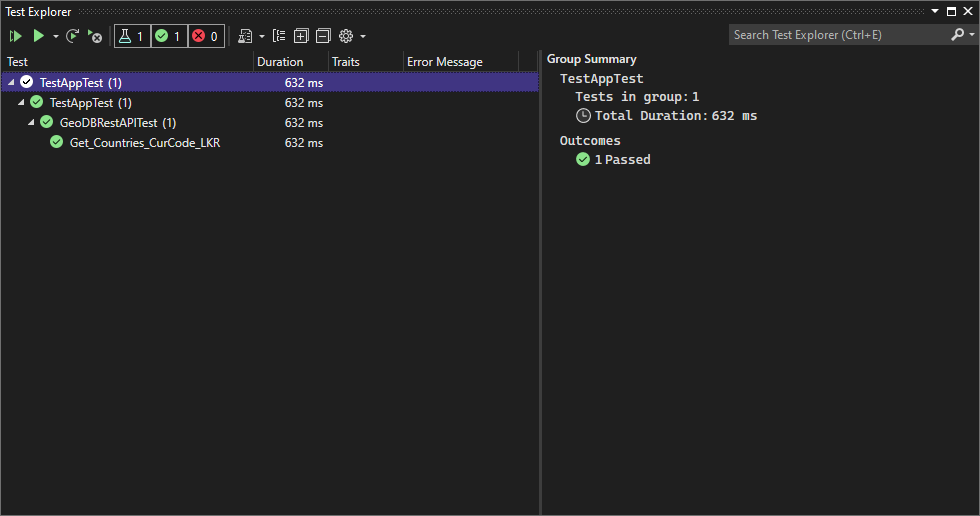 Test Explorer
1 1 0
Search Test Explorer (Ctrl+E)
Test Duration Traits Error Message
TestAppTest (1) 632 ms
TestAppTest (1) 632 ms
GeoDBRestAPITest (1) 632 ms
Get_Countries_CurCode_LKR 632 ms
Group Summary
TestAppTest
Tests in group: 1
Total Duration: 632 ms
Outcomes
1 Passed